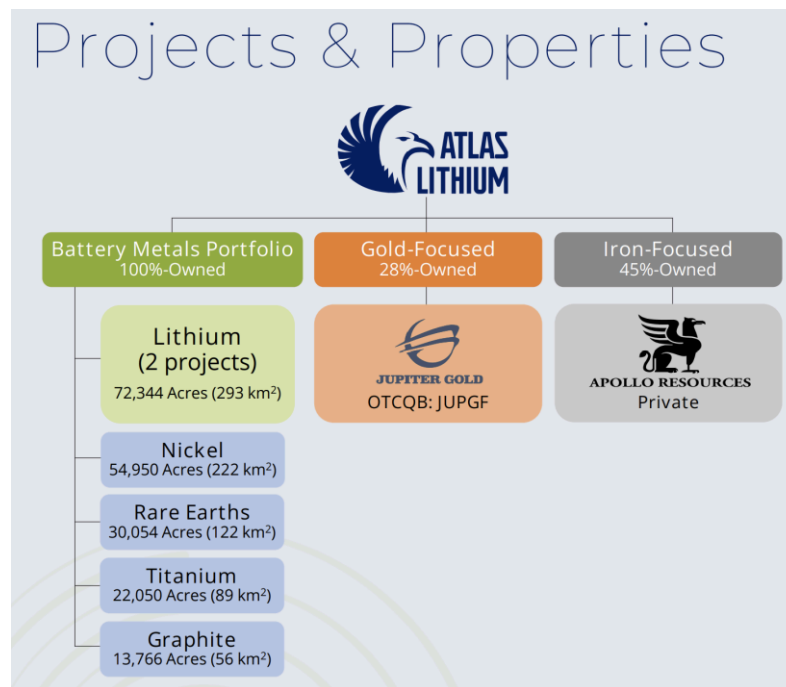 Projects & Properties
ATLAS
LITHIUM
Battery Metals Portfolio
100%-Owned
Gold-Focused
28%-Owned
Iron-Focused
45%-Owned
Lithium
(2 projects)
72,344 Acres (293 km²)
JUPITER GOLD
OTCQB: JUPGF
APOLLO RESOURCES
Private
Nickel
54,950 Acres (222 km²)
Rare Earths
30,054 Acres (122 km²)
Titanium
22,050 Acres (89 km²)
Graphite
13,766 Acres (56 km²)